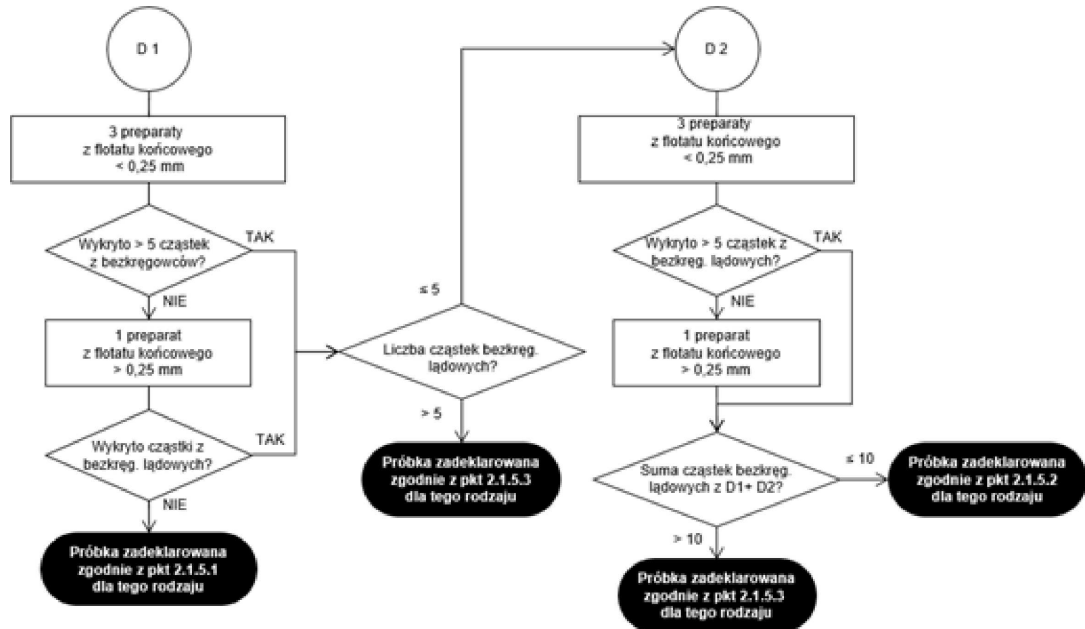 D 1
3 preparaty
z flotatu końcowego
< 0,25 mm
Wykryto > 5 cząstek
z bezkręgowców?
TAK
NIE
1 preparat
z flotatu końcowego
> 0,25 mm
Wykryto cząstki z
bezkręg. lądowych?
TAK
NIE
Próbka zadeklarowana
zgodnie z pkt 2.1.5.1
dla tego rodzaju
≤ 5
Liczba cząstek bezkręg.
lądowych?
> 5
Próbka zadeklarowana
zgodnie z pkt 2.1.5.3
dla tego rodzaju
D 2
3 preparaty
z flotatu końcowego
< 0,25 mm
Wykryto > 5 cząstek z
bezkręg. lądowych?
TAK
NIE
1 preparat
z flotatu końcowego
> 0,25 mm
Suma cząstek bezkręg.
lądowych z D1+ D2?
≤ 10
Próbka zadeklarowana
zgodnie z pkt 2.1.5.2
dla tego rodzaju
> 10
Próbka zadeklarowana
zgodnie z pkt 2.1.5.3
dla tego rodzaju